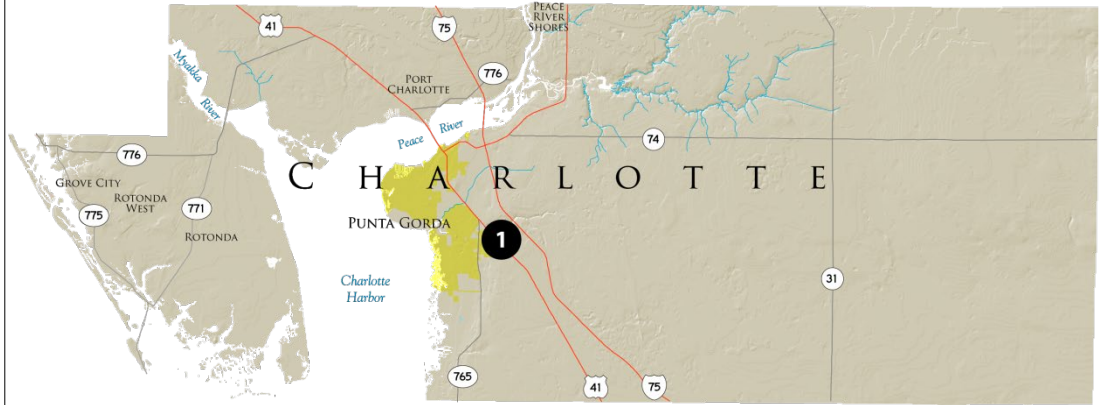 PEACE
RIVER
SHORES
41
75
776
Myakka
River
PORT
CHARLOTTE
Peace River
74
776
CHARLOTTE
GROVE CITY
ROTONDA
WEST
775
771
ROTONDA
PUNTA GORDA
1
Charlotte
Harbor
31
765
41
75